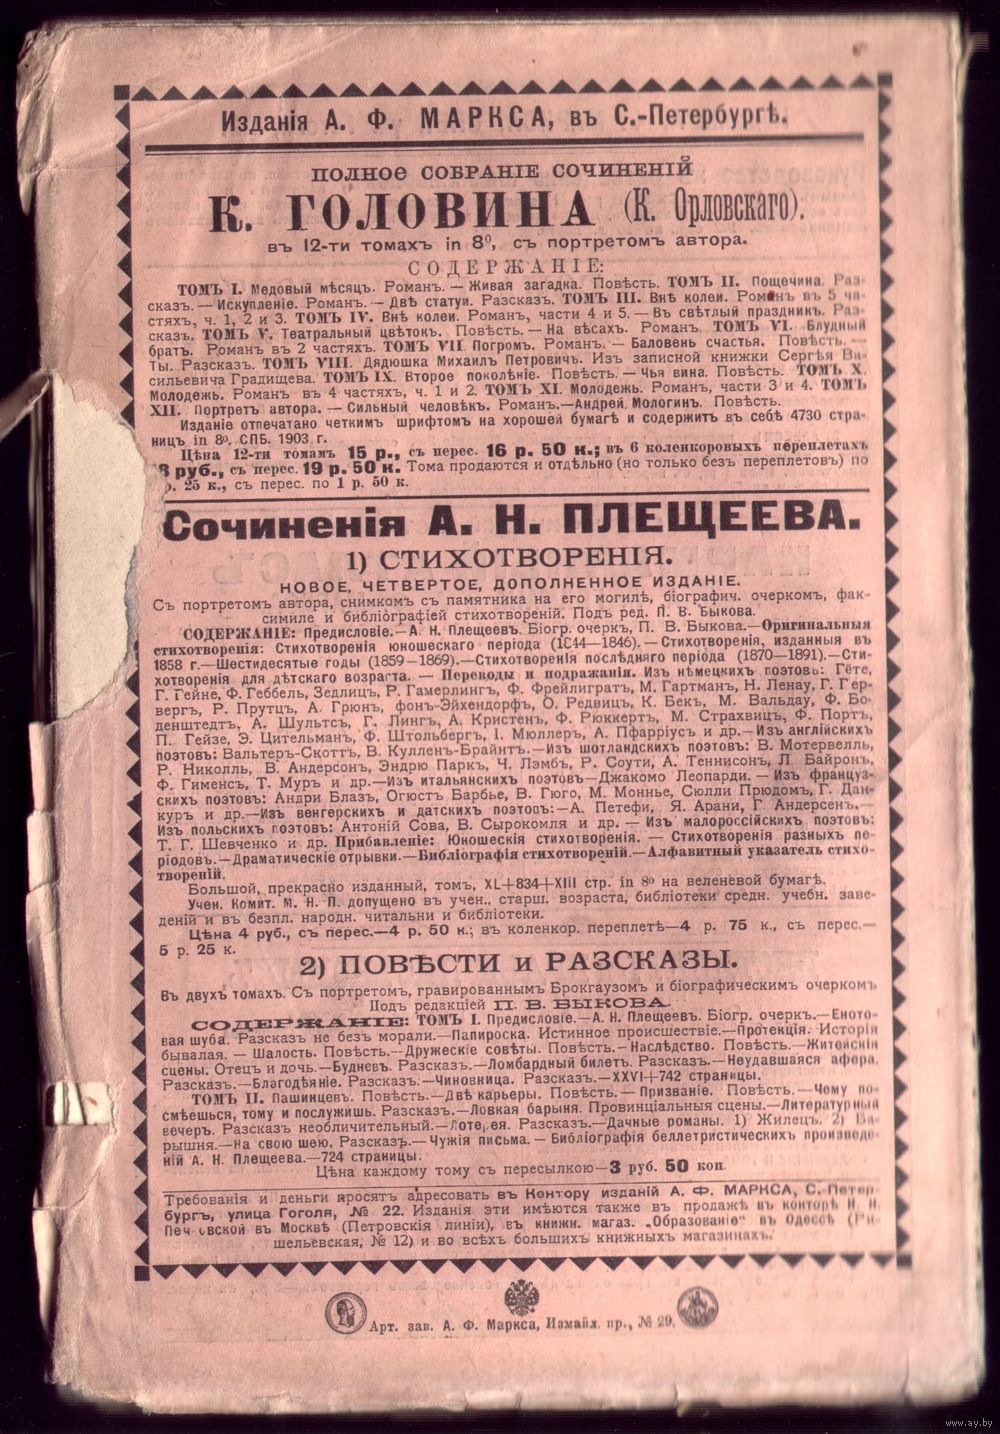 Изданія А. Ф. МАРКСА, въ С.-Петербургѣ.
ПОЛНОЕ СОБРАНІЕ СОЧИНЕНІЙ
К. ГОЛОВИНА (К. Орловскаго).
въ 12-ти томахъ in 8⁰, съ портретомъ автора.
СОДЕРЖАНІЕ:
ТОМЪ I. Медовый мѣсяцъ. Романъ. — Живая загадка. Повѣсть. ТОМЪ II. Пощечина. Раз-
сказъ. — Искупленіе. Романъ. — Двѣ статуи. Разсказъ. ТОМЪ III. Внѣ колеи. Романъ въ 5 ча-
стяхъ, ч. 1, 2 и 3. ТОМЪ IV. Внѣ колеи. Романъ, части 4 и 5. — Въ свѣтлый праздникъ. Раз-
сказъ. ТОМЪ V. Театральный цвѣтокъ. Повѣсть. — На вѣсахъ. Романъ. ТОМЪ VI. Блудный
братъ. Романъ въ 2 частяхъ. ТОМЪ VII Погромъ. Романъ. — Баловень счастья. Повѣсть. —
Ты. Разсказъ. ТОМЪ VIII. Дядюшка Михаилъ Петровичъ. Изъ записной книжки Сергѣя Ва-
сильевича Градищева. ТОМЪ IX. Второе поколѣніе. Повѣсть. — Чья вина. Повѣсть. ТОМЪ X.
Молодежь. Романъ въ 4 частяхъ, ч. 1 и 2. ТОМЪ XI. Молодежь. Романъ, части 3 и 4. ТОМЪ
XII. Портретъ автора. — Сильный человѣкъ. Романъ.—Андрей Мологинъ. Повѣсть.
Изданіе отпечатано четкимъ шрифтомъ на хорошей бумагѣ и содержитъ въ себѣ 4730 стра-
ницъ in 8⁰. СПБ. 1903 г.
Цѣна 12-ти томамъ 15 р., съ перес. 16 р. 50 к.; въ 6 коленкоровыхъ переплетахъ
руб., съ перес. 19 р. 50 к. Тома продаются и отдѣльно (но только безъ переплетовъ) по
р. 25 к., съ перес. по 1 р. 50 к.
Сочиненія А. Н. ПЛЕЩЕЕВА.
1) СТИХОТВОРЕНІЯ.
НОВОЕ, ЧЕТВЕРТОЕ, ДОПОЛНЕННОЕ ИЗДАНІЕ.
Съ портретомъ автора, снимкомъ съ памятника на его могилѣ, біографич. очеркомъ, фак-
симиле и библіографіей стихотвореній. Подъ ред. П. В. Быкова.
СОДЕРЖАНІЕ: Предисловіе.—А. Н. Плещеевъ. Біогр. очеркъ, П. В. Быкова.—Оригинальныя
стихотворенія: Стихотворенія юношескаго періода (1844—1846).—Стихотворенія, изданныя въ
1858 г.—Шестидесятые годы (1859—1869).—Стихотворенія послѣдняго періода (1870—1891).—Сти-
хотворенія для дѣтскаго возраста. — Переводы и подражанія. Изъ нѣмецкихъ поэтовъ: Гёте,
Г. Гейне, Ф. Геббель, Зедлицъ, Р. Гамерлингъ, Ф. Фрейлигратъ, М. Гартманъ, Н. Ленау, Г. Гер-
вергъ, Р. Прутцъ, А. Грюнъ, фонъ-Эйхендорфъ, О. Редвицъ, К. Бекъ, М. Вальдау, Ф. Бо-
денштедтъ, А. Шультсъ, Г. Лингъ, А. Кристенъ, Ф. Рюккертъ, М. Страхвицъ, Ф. Портъ,
П. Гейзе, Э. Цительманъ, Ф. Штольбергъ, І. Мюллеръ, А. Пфарріусъ и др.—Изъ англійскихъ
поэтовъ: Вальтеръ-Скоттъ, В. Кулленъ-Брайнтъ.—Изъ шотландскихъ поэтовъ: В. Мотервелль,
Р. Николль, В. Андерсонъ, Эндрю Паркъ, Ч. Лэмбъ, Р. Соути, А. Теннисонъ, Л. Байронъ,
Ф. Гименсъ, Т. Муръ и др.—Изъ итальянскихъ поэтовъ—Джакомо Леопарди. — Изъ француз-
скихъ поэтовъ: Андри Блазъ, Огюстъ Барбье, В. Гюго, М. Моннье, Сюлли Прюдомъ, Г. Дан-
куръ и др.—Изъ венгерскихъ и датскихъ поэтовъ:—А. Петефи, Я. Арани, Г. Андерсенъ.—
Изъ польскихъ поэтовъ: Антоній Сова, В. Сырокомля и др. — Изъ малороссійскихъ поэтовъ:
Т. Г. Шевченко и др. Прибавленіе: Юношескія стихотворенія. — Стихотворенія разныхъ пе-
ріодовъ.—Драматическіе отрывки.—Библіографія стихотвореній.—Алфавитный указатель стихо-
твореній.
Большой, прекрасно изданный, томъ, XL+834+XIII стр. in 8⁰ на веленевой бумагѣ.
Учен. Комит. М. Н. П. допущено въ учен., старш. возраста, библіотеки средн. учебн. заве-
деній и въ безпл. народн. читальни и библіотеки.
Цѣна 4 руб., съ перес.—4 р. 50 к.; въ коленкор. переплетѣ—4 р. 75 к., съ перес.—
5 р. 25 к.
2) ПОВѢСТИ и РАЗСКАЗЫ.
Въ двухъ томахъ. Съ портретомъ, гравированнымъ Брокгаузомъ и біографическимъ очеркомъ
Подъ редакціей П. В. БЫКОВА.
СОДЕРЖАНІЕ: ТОМЪ I. Предисловіе.—А. Н. Плещеевъ. Біогр. очеркъ.—Еното-
вая шуба. Разсказъ не безъ морали.—Папироска. Истинное происшествіе.—Протекція. Исторія
бывалая. — Шалость. Повѣсть.—Дружескіе совѣты. Повѣсть.—Наслѣдство. Повѣсть.—Житейскія
сцены. Отецъ и дочь.—Будневъ. Разсказъ.—Ломбардный билетъ. Разсказъ.—Неудавшаяся афера.
Разсказъ.—Благодѣяніе. Разсказъ.—Чиновница. Разсказъ.—XXVI+742 страницы.
ТОМЪ II. Пашинцевъ. Повѣсть.—Двѣ карьеры. Повѣсть.—Призваніе. Повѣсть.—Чему по-
смѣешься, тому и послужишь. Разсказъ.—Ловкая барыня. Провинціальныя сцены.—Литературный
вечеръ. Разсказъ необличительный.—Лотерея. Разсказъ.—Дачные романы. 1) Жилецъ. 2) Ба-
рышня.—На свою шею. Разсказъ.—Чужія письма. — Библіографія беллетристическихъ произведе-
ній А. Н. Плещеева.—724 страницы.
Цѣна каждому тому съ пересылкою—3 руб. 50 коп.
Требованія и деньги просятъ адресовать въ Контору изданій А. Ф. МАРКСА, С.-Петер-
бургъ, улица Гоголя, № 22. Изданія эти имѣются также въ продажѣ въ конторѣ Н. Н.
Печковской въ Москвѣ (Петровскія линіи), въ книжн. магаз. „Образованіе" въ Одессѣ (Ри-
шельевская, № 12) и во всѣхъ большихъ книжныхъ магазинахъ.
Арт. зав. А. Ф. Маркса, Измайл. пр., № 29.
www.ay.by